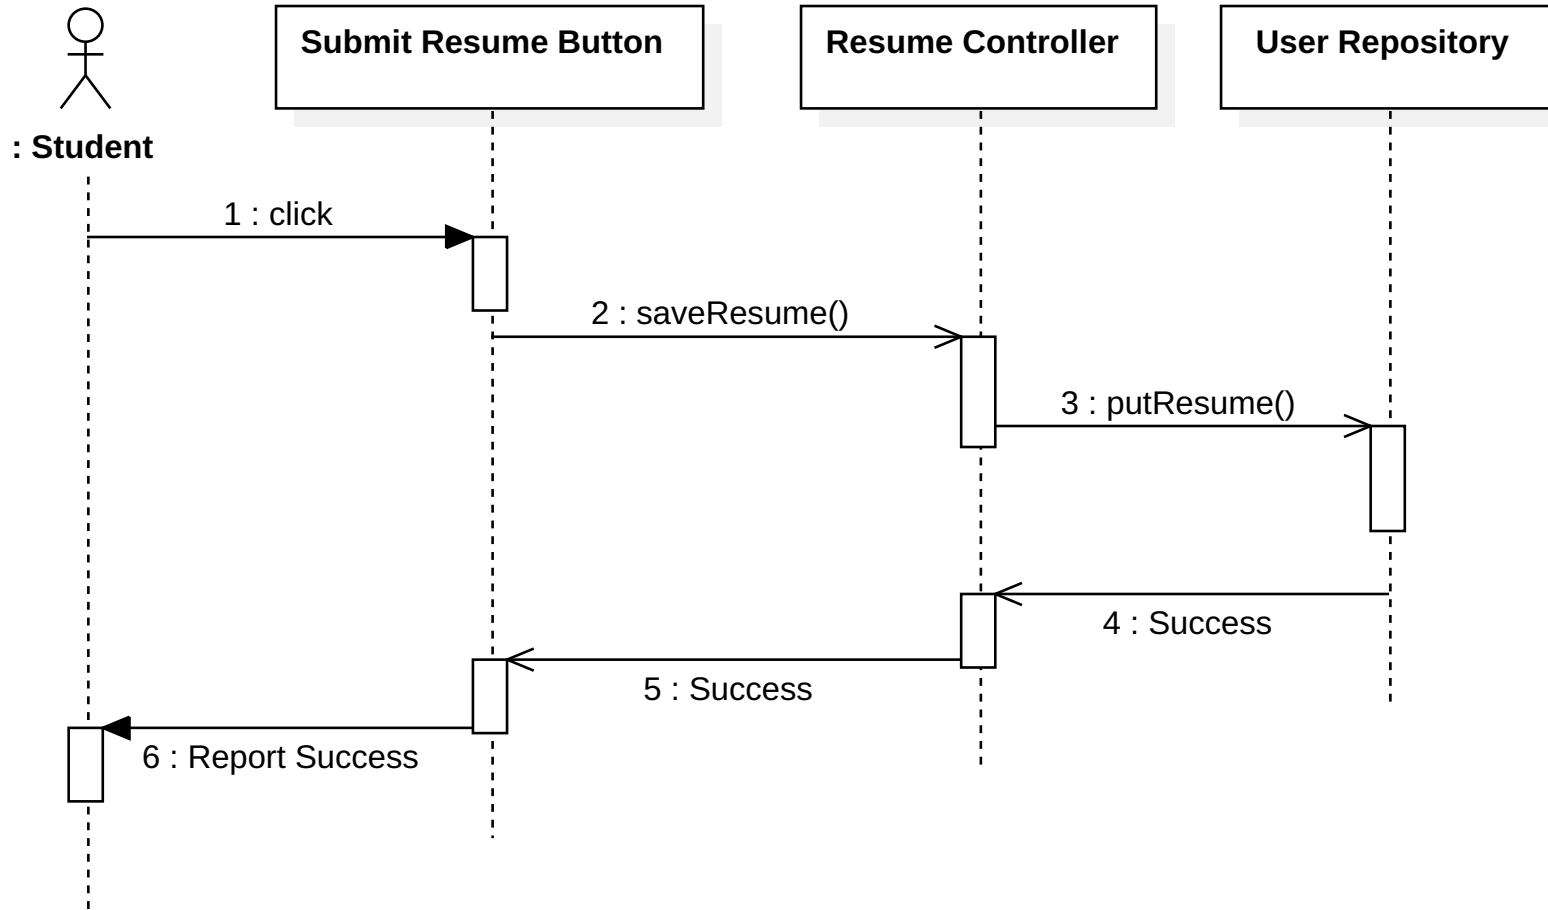 Submit Resume Button
Resume Controller
User Repository
: Student
1 : click
2 : saveResume()
3 : putResume()
4 : Success
5 : Success
6 : Report Success